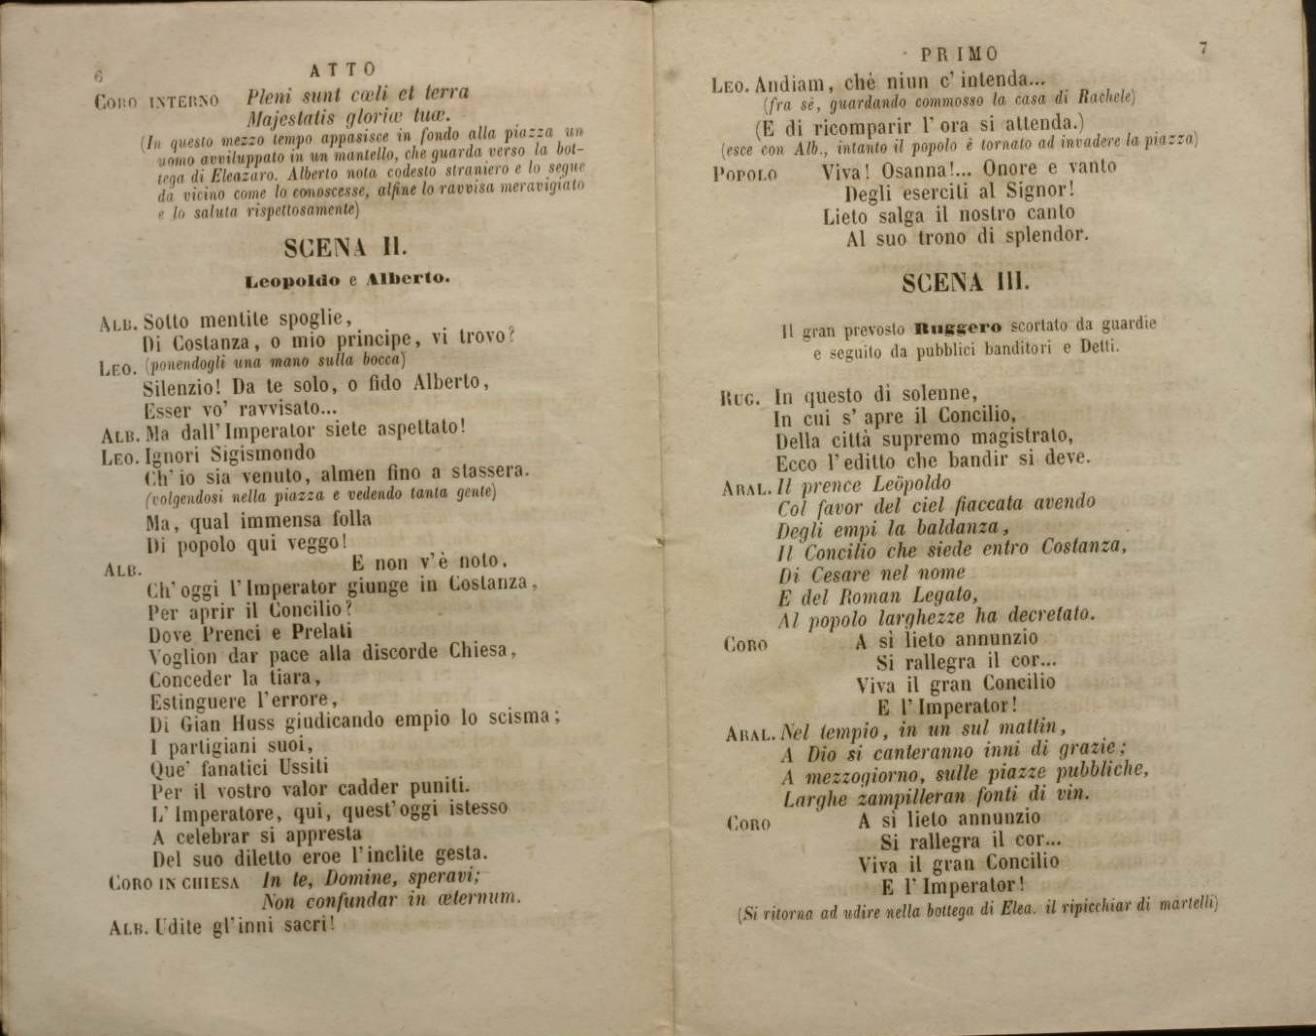 6
ATTO
CORO INTERNO Pleni sunt cœli et terra
Majestatis gloriæ tuæ.
(In questo mezzo tempo appasisce in fondo alla piazza un
uomo avviluppato in un mantello, che guarda verso la bot-
tega di Eleazaro. Alberto nota codesto straniero e lo segue
da vicino come lo conoscesse, alfine lo ravvisa meravigiato
e lo saluta rispettosamente)
SCENA II.
Leopoldo e Alberto.
ALB. Sotto mentite spoglie,
Di Costanza, o mio principe, vi trovo?
LEO. (ponendogli una mano sulla bocca)
Silenzio! Da te solo, o fido Alberto,
Esser vo' ravvisato...
ALB. Ma dall'Imperator siete aspettato!
LEO. Ignori Sigismondo
Ch'io sia venuto, almen fino a stassera.
(volgendosi nella piazza e vedendo tanta gente)
Ma, qual immensa folla
Di popolo qui veggo!
ALB. E non v'è noto.
Ch'oggi l'Imperator giunge in Costanza,
Per aprir il Concilio?
Dove Prenci e Prelati
Voglion dar pace alla discorde Chiesa,
Conceder la tiara,
Estinguere l'errore,
Di Gian Huss giudicando empio lo scisma;
I partigiani suoi,
Que' fanatici Ussiti
Per il vostro valor cadder puniti.
L'Imperatore, qui, quest'oggi istesso
A celebrar si appresta
Del suo diletto eroe l'inclite gesta.
CORO IN CHIESA In te, Domine, speravi;
Non confundar in æternum.
ALB. Udite gl'inni sacri!
PRIMO
7
LEO. Andiam, chè niun c'intenda...
(fra sè, guardando commosso la casa di Rachele)
(E di ricomparir l'ora si attenda.)
(esce con Alb., intanto il popolo è tornato ad invadere la piazza)
POPOLO Viva! Osanna!... Onore e vanto
Degli eserciti al Signor!
Lieto salga il nostro canto
Al suo trono di splendor.
SCENA III.
Il gran prevosto Ruggero scortato da guardie
e seguito da pubblici banditori e Detti.
RUG. In questo dì solenne,
In cui s'apre il Concilio,
Della città supremo magistrato,
Ecco l'editto che bandir si deve.
ARAL. Il prence Leöpoldo
Col favor del ciel fiaccata avendo
Degli empi la baldanza,
Il Concilio che siede entro Costanza,
Di Cesare nel nome
E del Roman Legato,
Al popolo larghezze ha decretato.
CORO A sì lieto annunzio
Si rallegra il cor...
Viva il gran Concilio
E l'Imperator!
ARAL. Nel tempio, in un sul mattin,
A Dio si canteranno inni di grazie;
A mezzogiorno, sulle piazze pubbliche,
Larghe zampilleran fonti di vin.
CORO A sì lieto annunzio
Si rallegra il cor...
Viva il gran Concilio
E l'Imperator!
(Si ritorna ad udire nella bottega di Elea. il ripicchiar di martelli)